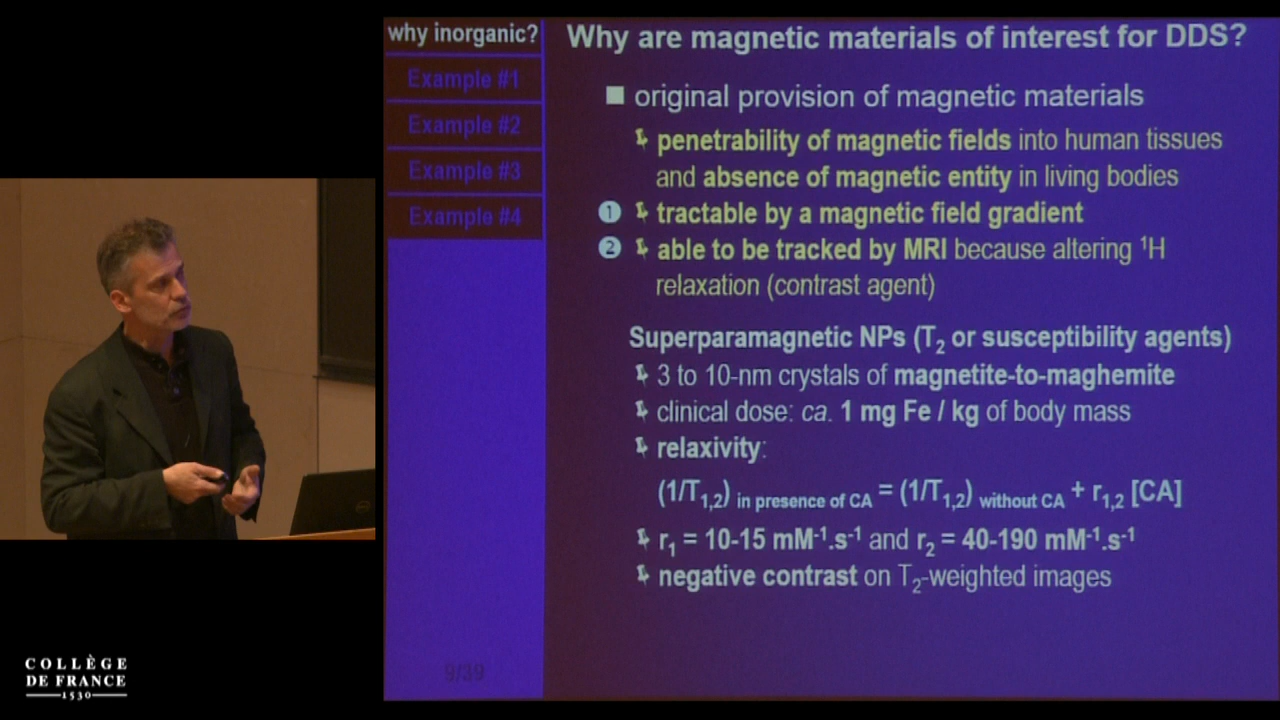 why inorganic?
Example #1
Example #2
Example #3
Example #4
9/39
Why are magnetic materials of interest for DDS?
■ original provision of magnetic materials
penetrability of magnetic fields into human tissues
and absence of magnetic entity in living bodies
1 tractable by a magnetic field gradient
2 able to be tracked by MRI because altering ¹H
relaxation (contrast agent)
Superparamagnetic NPs (T₂ or susceptibility agents)
3 to 10-nm crystals of magnetite-to-maghemite
clinical dose: ca. 1 mg Fe / kg of body mass
relaxivity:
(1/T₁,₂) in presence of CA = (1/T₁,₂) without CA + r₁,₂ [CA]
r₁ = 10-15 mM⁻¹.s⁻¹ and r₂ = 40-190 mM⁻¹.s⁻¹
negative contrast on T₂-weighted images
COLLÈGE
DE FRANCE
1530